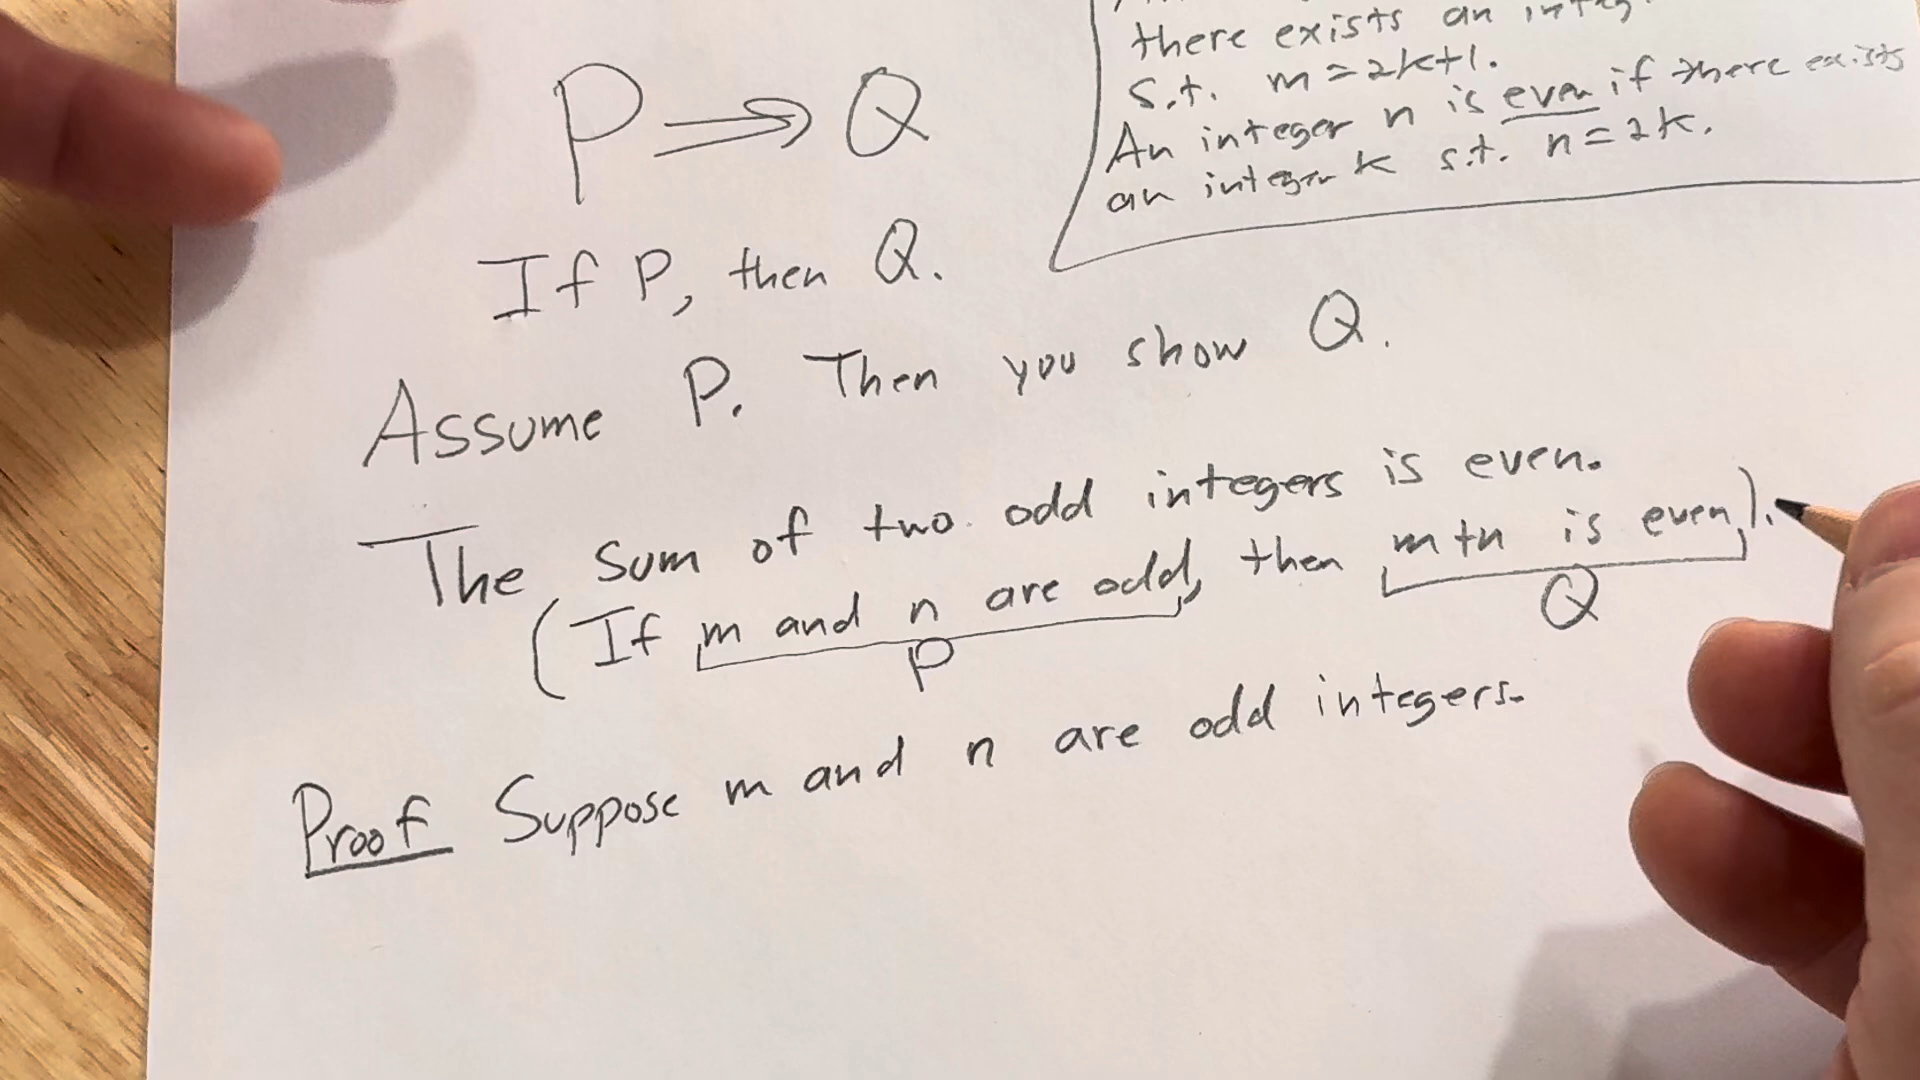 there exists an
s.t. m=2k+1.
An integer n is even if there exists
an integer k s.t. n=2k.
P ⟹ Q
If P, then Q.
Assume P. Then you show Q.
The sum of two odd integers is even.
(If m and n are odd, then m+n is even).
P Q
Proof Suppose m and n are odd integers.